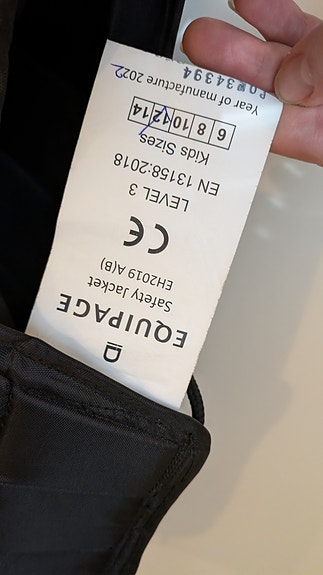 EQUIPAGE
Safety Jacket
EH2019 A(B)
CE
LEVEL 3
EN 13158:2018
Kids Sizes
6 8 10 12 14
Year of manufacture 2022
34394